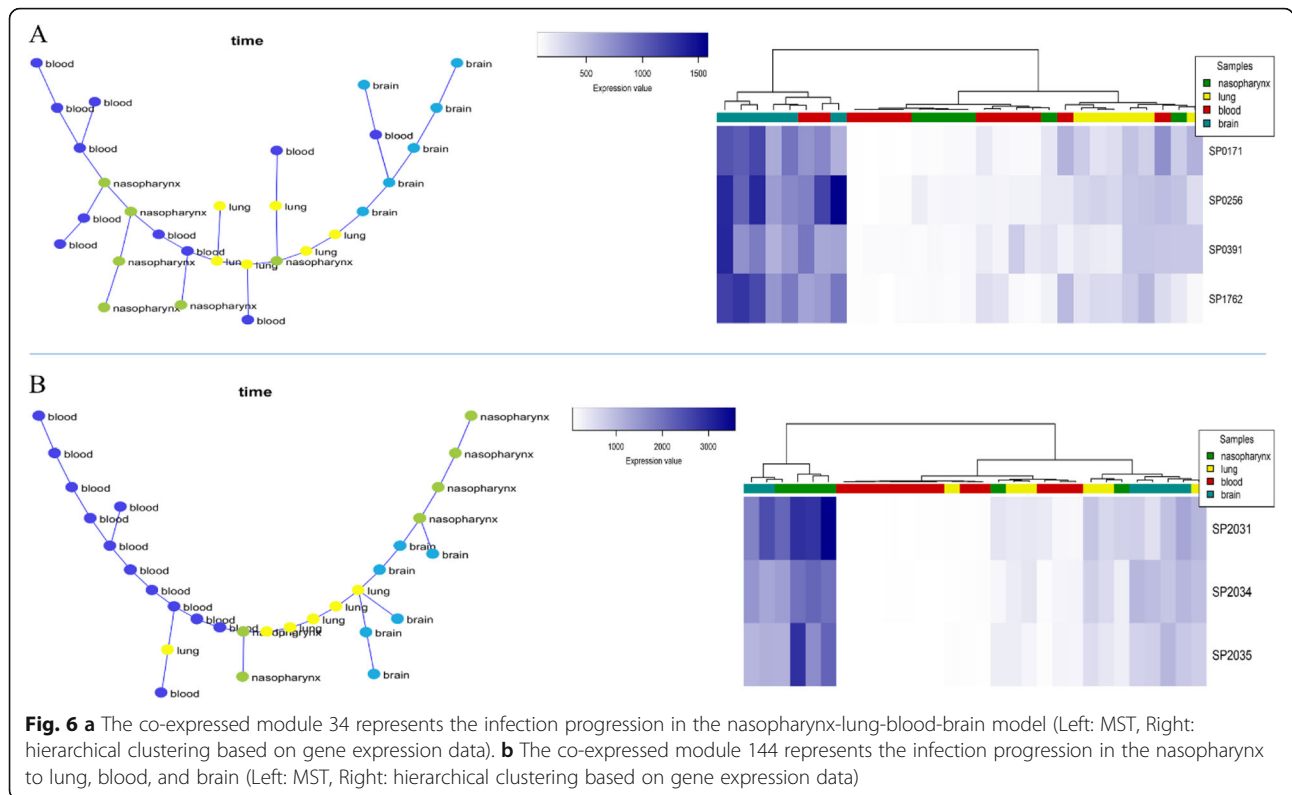 A
time
blood
brain
blood
brain
blood
blood
brain
blood
brain
blood
blood
nasopharynx
brain
lung
lung
nasopharynx
brain
blood
blood
lung
blood
blood
lung
nasopharynx
lung
lung
nasopharynx
nasopharynx
nasopharynx
blood
500 1000 1500
Expression value
Samples
nasopharynx
lung
blood
brain
SP0171
SP0256
SP0391
SP1762
B
time
blood
nasopharynx
blood
nasopharynx
blood
nasopharynx
blood
blood
nasopharynx
blood
brain
brain
blood
brain
blood
lung
blood
lung
blood
lung
brain
blood
lung
nasopharynx
brain
lung
nasopharynx
brain
blood
1000 2000 3000
Expression value
Samples
nasopharynx
lung
blood
brain
SP2031
SP2034
SP2035
Fig. 6 a The co-expressed module 34 represents the infection progression in the nasopharynx-lung-blood-brain model (Left: MST, Right:
hierarchical clustering based on gene expression data). b The co-expressed module 144 represents the infection progression in the nasopharynx
to lung, blood, and brain (Left: MST, Right: hierarchical clustering based on gene expression data)